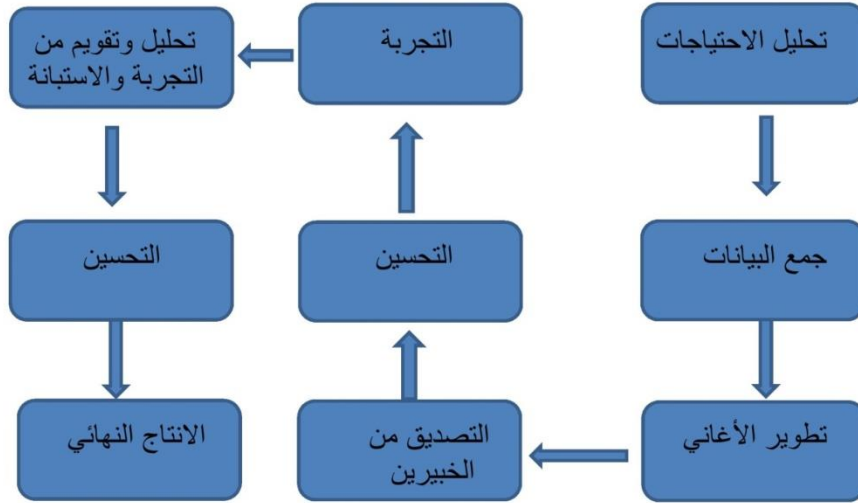 تحليل الاحتياجات
جمع البيانات
تطوير الأغاني
التصديق من
الخبيرين
التحسين
التجربة
تحليل وتقويم من
التجربة والاستبانة
التحسين
الانتاج النهائي